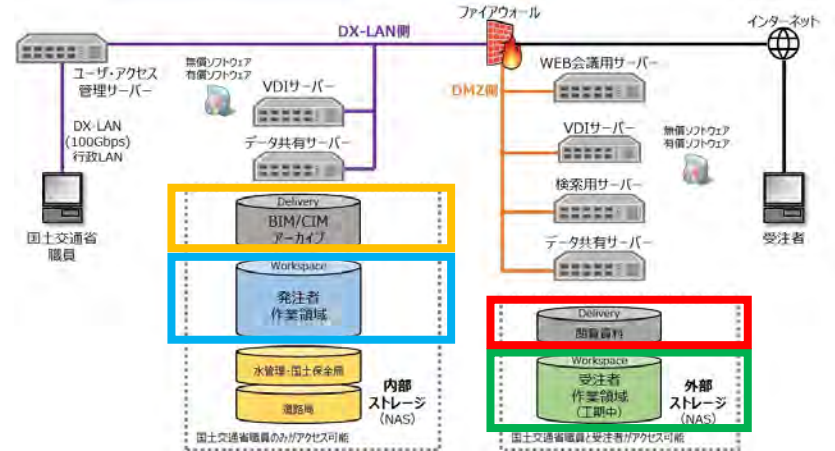 ファイアウォール
インターネット
DX-LAN側
ユーザ・アクセス
管理サーバー
無償ソフトウェア
有償ソフトウェア
VDIサーバー
データ共有サーバー
DX-LAN
(100Gbps)
行政LAN
国土交通省
職員
WEB会議用サーバー
DMZ側
VDIサーバー
無償ソフトウェア
有償ソフトウェア
検索用サーバー
データ共有サーバー
受注者
Delivery
BIM/CIM
アーカイブ
Workspace
発注者
作業領域
水管理・国土保全局
道路局
内部
ストレージ
(NAS)
国土交通省職員のみがアクセス可能
Delivery
閲覧資料
Workspace
受注者
作業領域
(工期中)
外部
ストレージ
(NAS)
国土交通省職員と受注者がアクセス可能